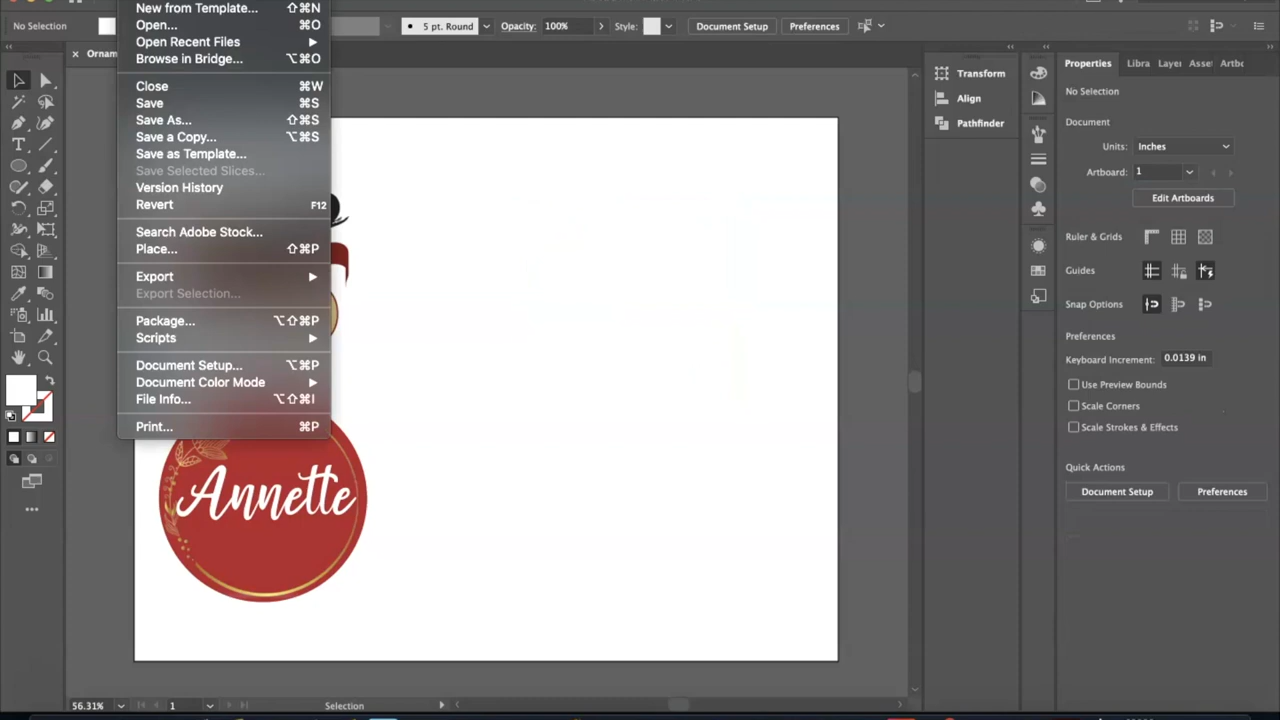 New from Template... ⇧⌘N
No Selection
5 pt. Round
Opacity: 100%
Style:
Document Setup
Preferences
Open... ⌘O
Open Recent Files
Browse in Bridge... ⌥⌘O
Close ⌘W
Save ⌘S
Save As... ⇧⌘S
Save a Copy... ⌥⌘S
Save as Template...
Save Selected Slices...
Version History
Revert F12
Search Adobe Stock...
Place... ⇧⌘P
Export
Export Selection...
Package... ⌥⇧⌘P
Scripts
Document Setup... ⌥⌘P
Document Color Mode
File Info... ⌥⇧⌘I
Print... ⌘P
× Ornam
Annette
Transform
Align
Pathfinder
Properties
Libra
Layer
Asse
Artbo
No Selection
Document
Units: Inches
Artboard: 1
Edit Artboards
Ruler & Grids
Guides
Snap Options
Preferences
Keyboard Increment: 0.0139 in
Use Preview Bounds
Scale Corners
Scale Strokes & Effects
Quick Actions
Document Setup
Preferences
56.31%
1
Selection